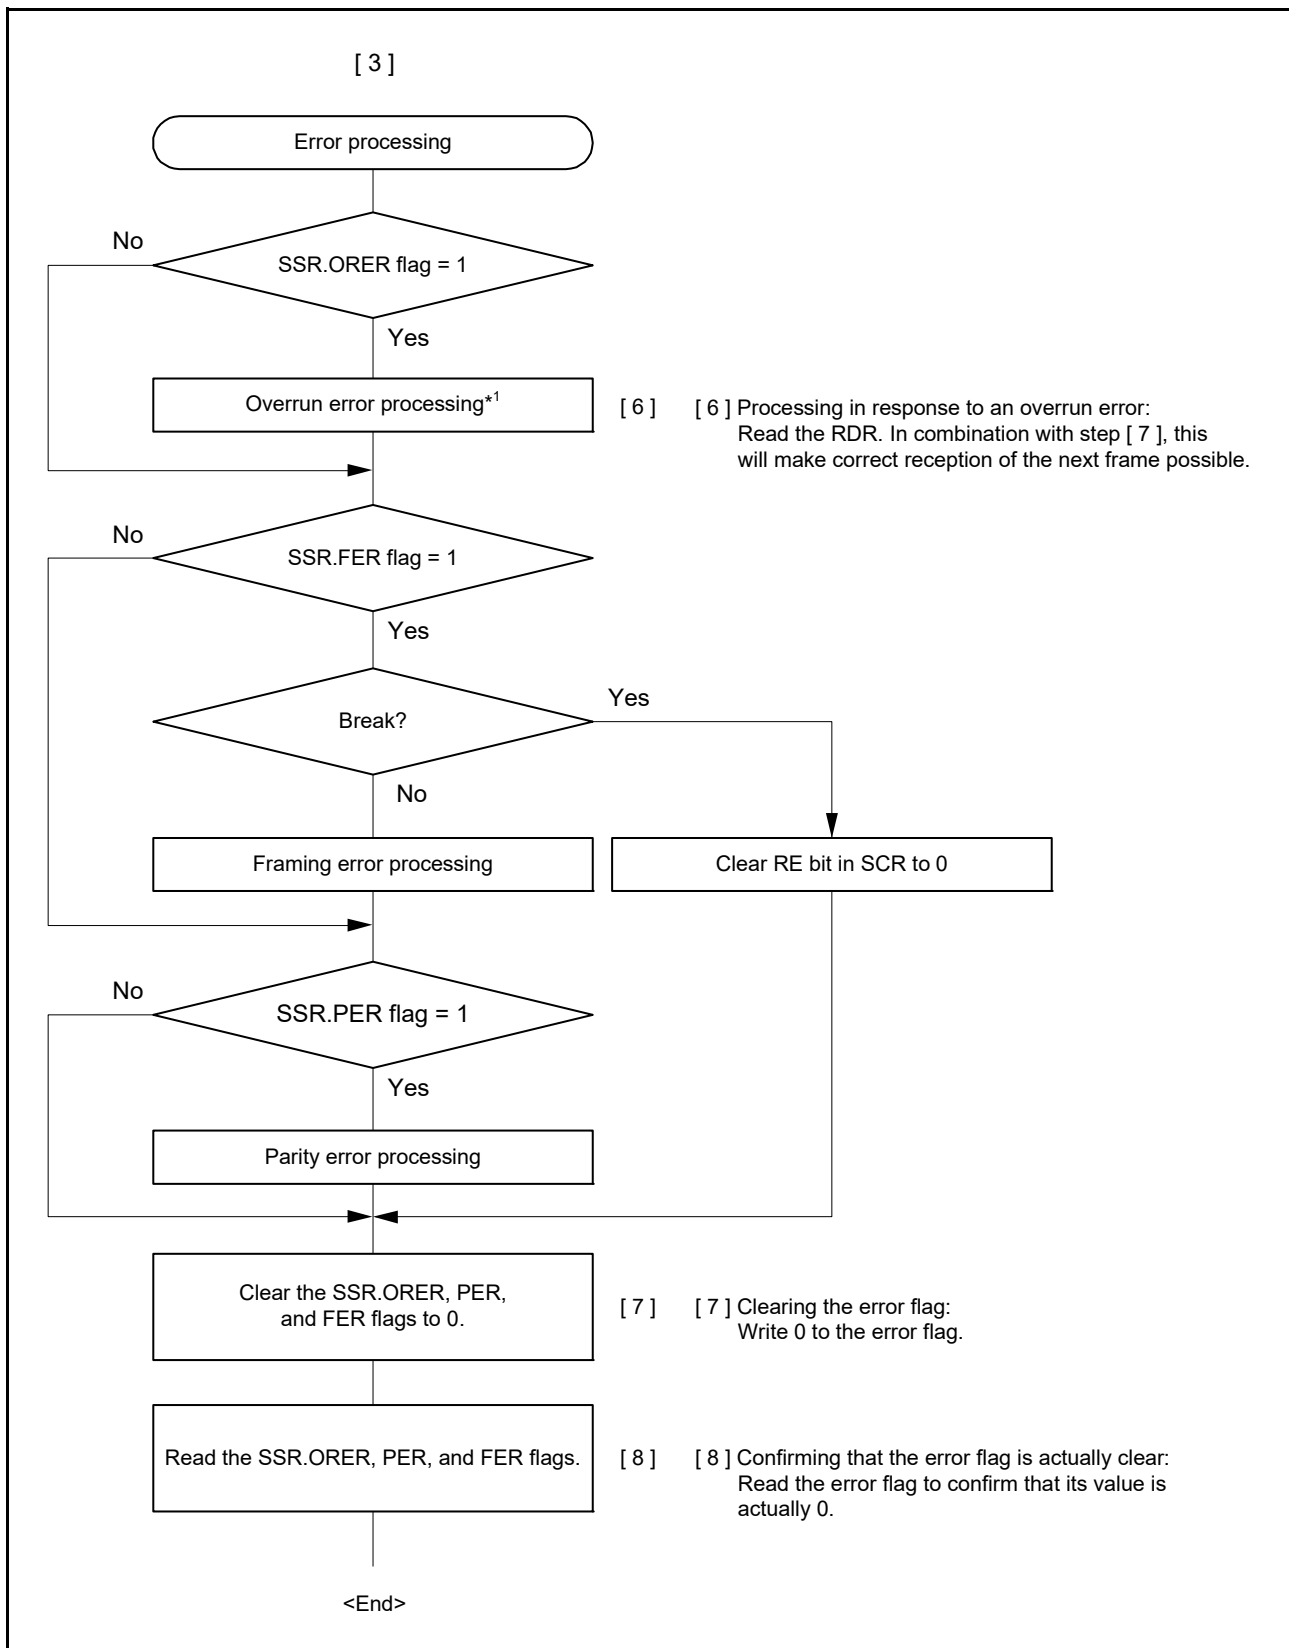 [ 3 ]
Error processing
No
SSR.ORER flag = 1
Yes
Overrun error processing*1
[ 6 ]
[ 6 ] Processing in response to an overrun error:
Read the RDR. In combination with step [ 7 ], this
will make correct reception of the next frame possible.
No
SSR.FER flag = 1
Yes
Break?
Yes
No
Framing error processing
Clear RE bit in SCR to 0
No
SSR.PER flag = 1
Yes
Parity error processing
Clear the SSR.ORER, PER,
and FER flags to 0.
[ 7 ]
[ 7 ] Clearing the error flag:
Write 0 to the error flag.
Read the SSR.ORER, PER, and FER flags.
[ 8 ]
[ 8 ] Confirming that the error flag is actually clear:
Read the error flag to confirm that its value is
actually 0.
<End>